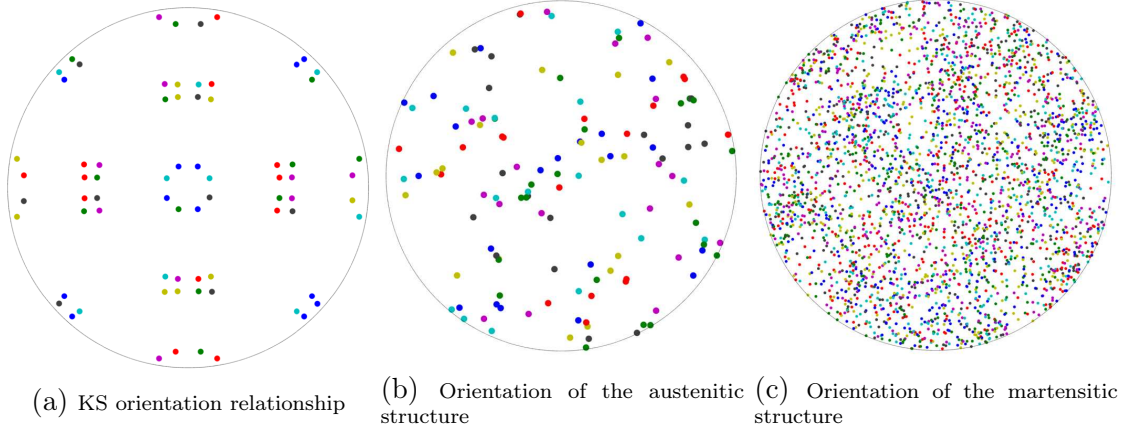 (a) KS orientation relationship
(b) Orientation of the austenitic
structure
(c) Orientation of the martensitic
structure